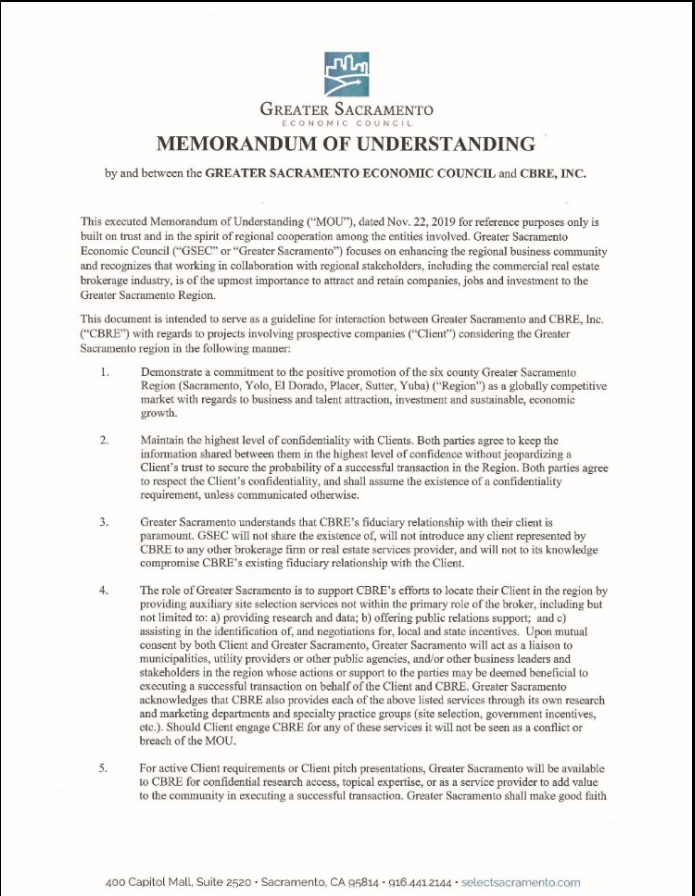 GREATER SACRAMENTO
ECONOMIC COUNCIL
MEMORANDUM OF UNDERSTANDING
by and between the GREATER SACRAMENTO ECONOMIC COUNCIL and CBRE, INC.
This executed Memorandum of Understanding (“MOU”), dated Nov. 22, 2019 for reference purposes only is
built on trust and in the spirit of regional cooperation among the entities involved. Greater Sacramento
Economic Council (“GSEC” or “Greater Sacramento”) focuses on enhancing the regional business community
and recognizes that working in collaboration with regional stakeholders, including the commercial real estate
brokerage industry, is of the upmost importance to attract and retain companies, jobs and investment to the
Greater Sacramento Region.
This document is intended to serve as a guideline for interaction between Greater Sacramento and CBRE, Inc.
(“CBRE”) with regards to projects involving prospective companies (“Client”) considering the Greater
Sacramento region in the following manner:
1. Demonstrate a commitment to the positive promotion of the six county Greater Sacramento
Region (Sacramento, Yolo, El Dorado, Placer, Sutter, Yuba) (“Region”) as a globally competitive
market with regards to business and talent attraction, investment and sustainable, economic
growth.
2. Maintain the highest level of confidentiality with Clients. Both parties agree to keep the
information shared between them in the highest level of confidence without jeopardizing a
Client’s trust to secure the probability of a successful transaction in the Region. Both parties agree
to respect the Client’s confidentiality, and shall assume the existence of a confidentiality
requirement, unless communicated otherwise.
3. Greater Sacramento understands that CBRE’s fiduciary relationship with their client is
paramount. GSEC will not share the existence of, will not introduce any client represented by
CBRE to any other brokerage firm or real estate services provider, and will not to its knowledge
compromise CBRE’s existing fiduciary relationship with the Client.
4. The role of Greater Sacramento is to support CBRE’s efforts to locate their Client in the region by
providing auxiliary site selection services not within the primary role of the broker, including but
not limited to: a) providing research and data; b) offering public relations support; and c)
assisting in the identification of, and negotiations for, local and state incentives. Upon mutual
consent by both Client and Greater Sacramento, Greater Sacramento will act as a liaison to
municipalities, utility providers or other public agencies, and/or other business leaders and
stakeholders in the region whose actions or support to the parties may be deemed beneficial to
executing a successful transaction on behalf of the Client and CBRE. Greater Sacramento
acknowledges that CBRE also provides each of the above listed services through its own research
and marketing departments and specialty practice groups (site selection, government incentives,
etc.). Should Client engage CBRE for any of these services it will not be seen as a conflict or
breach of the MOU.
5. For active Client requirements or Client pitch presentations, Greater Sacramento will be available
to CBRE for confidential research access, topical expertise, or as a service provider to add value
to the community in executing a successful transaction. Greater Sacramento shall make good faith
400 Capitol Mall, Suite 2520 • Sacramento, CA 95814 • 916.441.2144 • selectsacramento.com